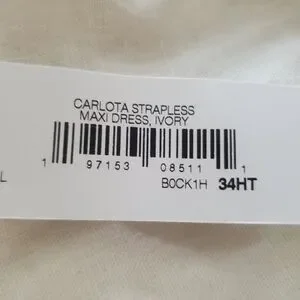 CARLOTA STRAPLESS
MAXI DRESS, IVORY
1 97153 08511 1
L B0CK1H 34HT